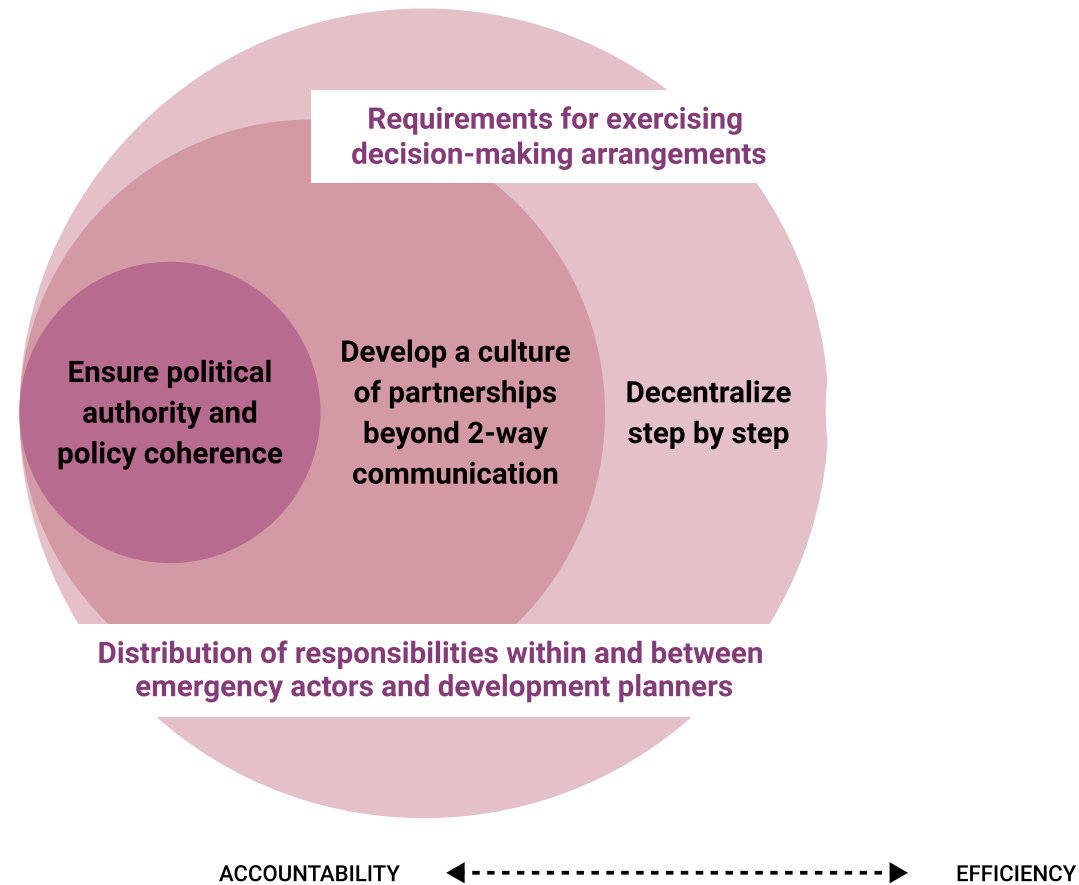 Requirements for exercising
decision-making arrangements
Ensure political
authority and
policy coherence
Develop a culture
of partnerships
beyond 2-way
communication
Decentralize
step by step
Distribution of responsibilities within and between
emergency actors and development planners
ACCOUNTABILITY
EFFICIENCY